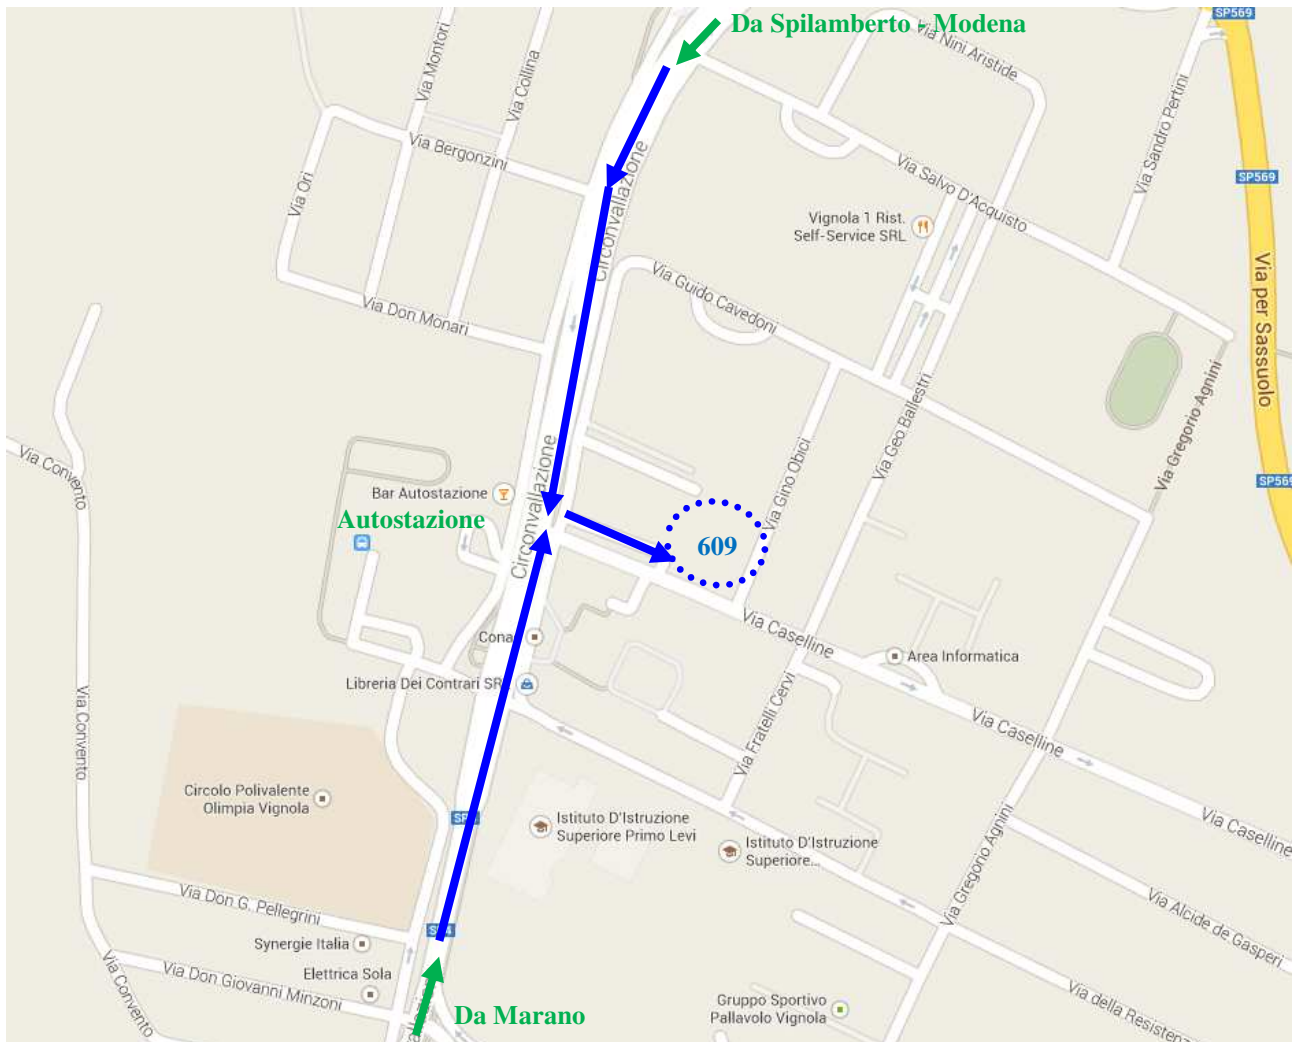 Da Spilamberto - Modena
SP569
Via Nini Aristide
Via Montori
Via Collina
Via Sandro Pertini
Via Bergonzini
Circonvallazione
Via Salvo D'Acquisto
SP569
Via Ori
Vignola 1 Rist.
Self-Service SRL
Via per Sassuolo
Via Guido Cavedoni
Via Don Monari
Via Geo Ballestri
Via Gregorio Agnini
Via Convento
Circonvallazione
Via Gino Obici
SP569
Bar Autostazione
Autostazione
609
Via Caselline
Cona
Area Informatica
Libreria Dei Contrari SR
Via Convento
Via Fratelli Cervi
Via Caselline
Circolo Polivalente
Olimpia Vignola
Istituto D'Istruzione
Superiore Primo Levi
Istituto D'Istruzione
Superiore...
Via Caselline
Via Gregorio Agnini
Via Alcide de Gasperi
Via Don G. Pellegrini
Synergie Italia
Via Convento
Via Don Giovanni Minzoni
Elettrica Sola
Da Marano
Gruppo Sportivo
Pallavolo Vignola
Via della Resistenz